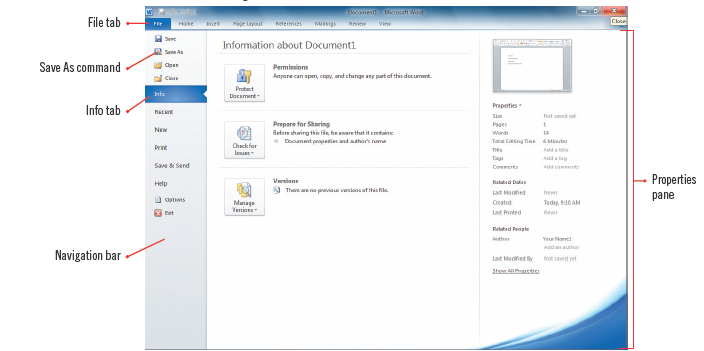 Document1 - Microsoft Word
File tab
File Home Insert Page Layout References Mailings Review View
Close
Save
Save As
Open
Close
Save As command
Info
Info tab
Recent
New
Print
Save & Send
Help
Options
Exit
Navigation bar
Information about Document1
Protect
Document
Permissions
Anyone can open, copy, and change any part of this document.
Check for
Issues
Prepare for Sharing
Before sharing this file, be aware that it contains:
Document properties and author's name
Manage
Versions
Versions
There are no previous versions of this file.
Properties
Size Not saved yet
Pages 1
Words 14
Total Editing Time 6 Minutes
Title Add a title
Tags Add a tag
Comments Add comments
Related Dates
Last Modified Never
Created Today, 9:10 AM
Last Printed Never
Related People
Author Your Name1
Add an author
Last Modified By Not saved yet
Show All Properties
Properties
pane